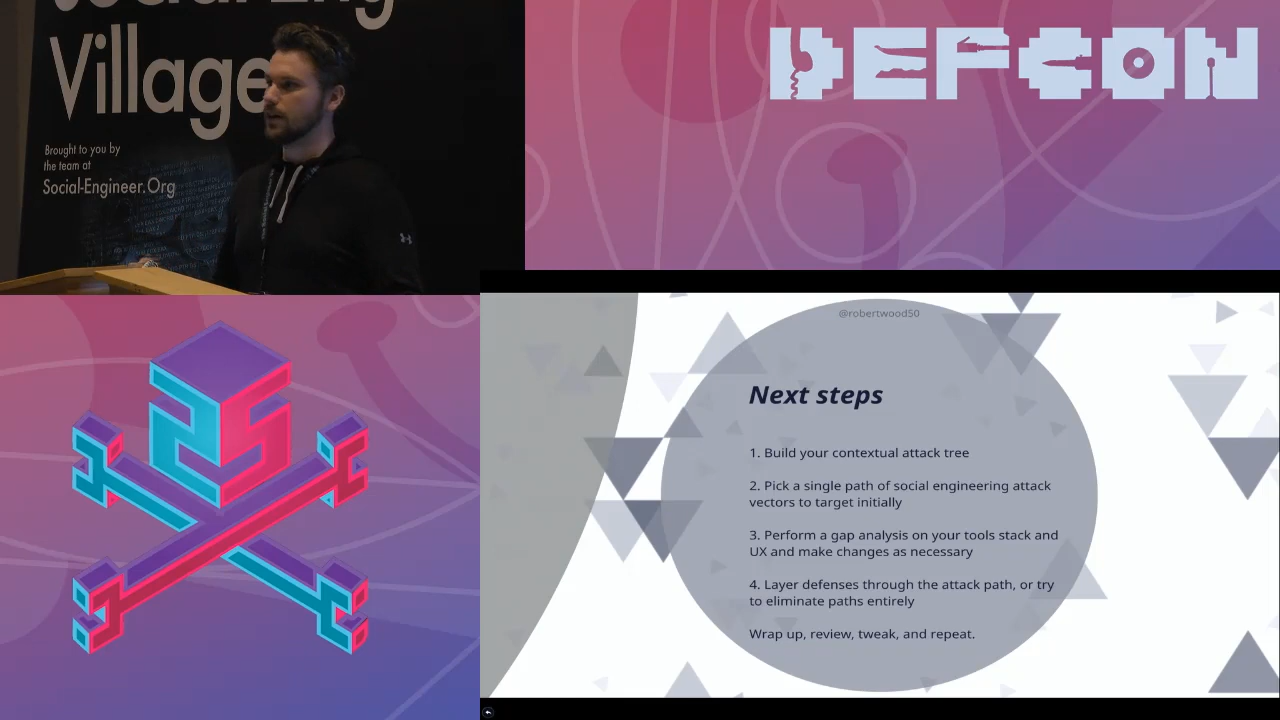 Village
Brought to you by
the team at
Social-Engineer.Org
DEFCON
25
@robertwood50
Next steps
1. Build your contextual attack tree
2. Pick a single path of social engineering attack
vectors to target initially
3. Perform a gap analysis on your tools stack and
UX and make changes as necessary
4. Layer defenses through the attack path, or try
to eliminate paths entirely
Wrap up, review, tweak, and repeat.